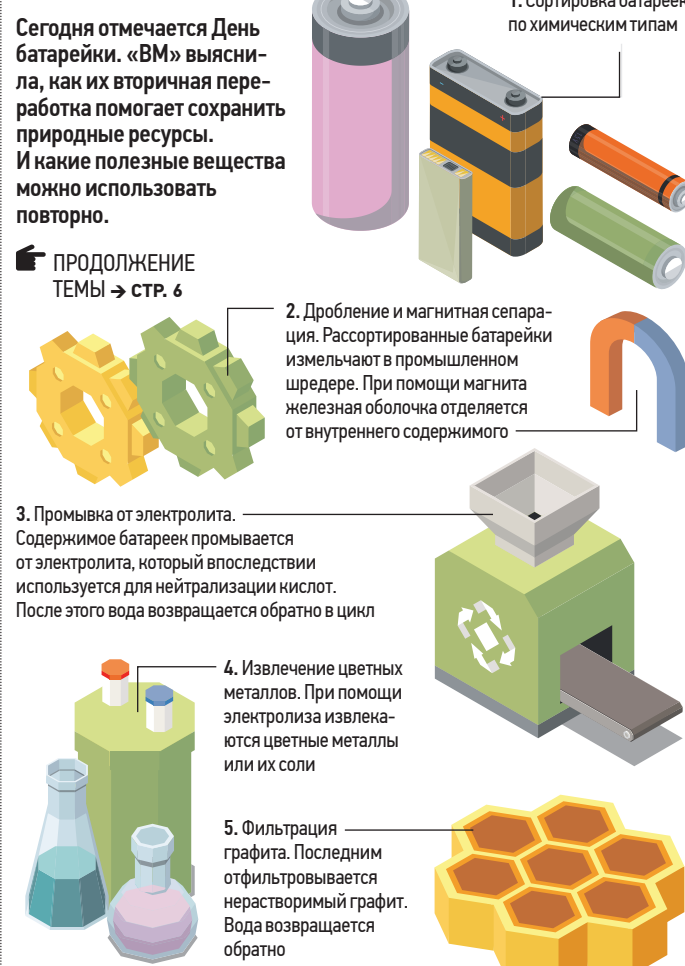 Сегодня отмечается День
батарейки. «ВМ» выясни-
ла, как их вторичная пере-
работка помогает сохранить
природные ресурсы.
И какие полезные вещества
можно использовать
повторно.
ПРОДОЛЖЕНИЕ
ТЕМЫ → СТР. 6
1. Сортировка батареек
по химическим типам
2. Дробление и магнитная сепара-
ция. Рассортированные батарейки
измельчают в промышленном
шредере. При помощи магнита
железная оболочка отделяется
от внутреннего содержимого
3. Промывка от электролита.
Содержимое батареек промывается
от электролита, который впоследствии
используется для нейтрализации кислот.
После этого вода возвращается обратно в цикл
4. Извлечение цветных
металлов. При помощи
электролиза извлека-
ются цветные металлы
или их соли
5. Фильтрация
графита. Последним
отфильтровывается
нерастворимый графит.
Вода возвращается
обратно